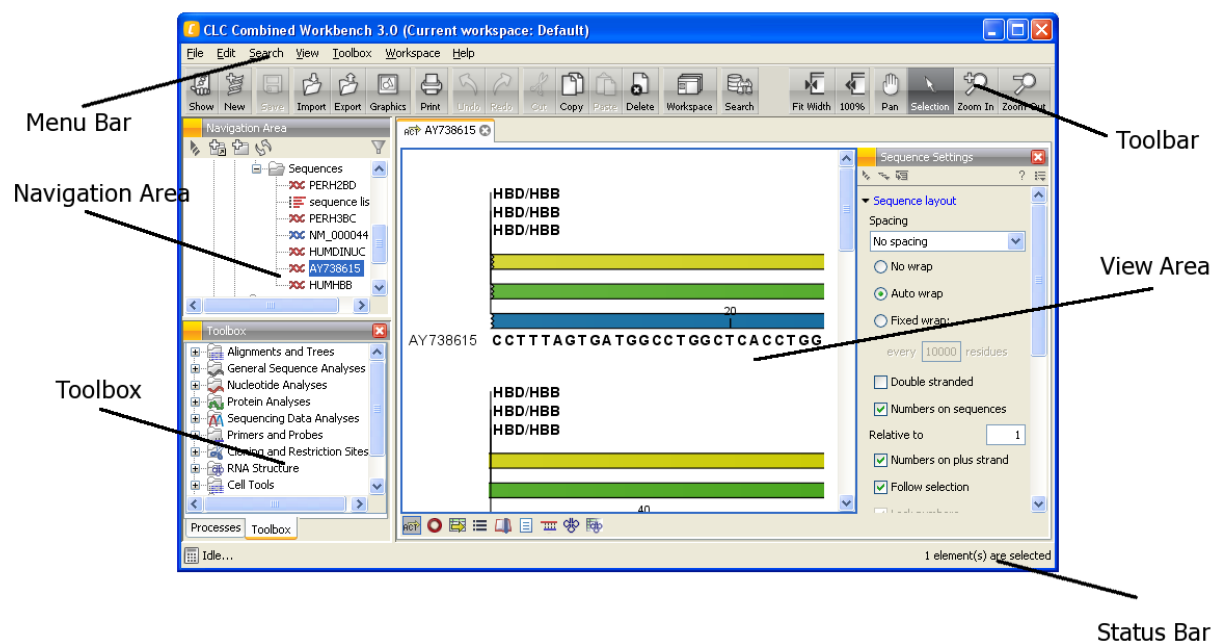 CLC Combined Workbench 3.0 (Current workspace: Default)
File Edit Search View Toolbox Workspace Help
Show New Save Import Export Graphics Print Undo Redo Cut Copy Paste Delete Workspace Search Fit Width 100% Pan Selection Zoom In Zoom Out
Menu Bar
Toolbar
Navigation Area
AY738615
Navigation Area
Sequences
PERH2BD
sequence lis
PERH3BC
NM_000044
HUMDINUC
AY738615
HUMHBB
Toolbox
Toolbox
Alignments and Trees
General Sequence Analyses
Nucleotide Analyses
Protein Analyses
Sequencing Data Analyses
Primers and Probes
Cloning and Restriction Sites
RNA Structure
Cell Tools
Processes Toolbox
HBD/HBB
HBD/HBB
HBD/HBB
20
AY738615 CCTTTAGTGATGGCCTGGCTCACCTGG
HBD/HBB
HBD/HBB
HBD/HBB
40
Sequence Settings
?
Sequence layout
Spacing
No spacing
No wrap
Auto wrap
Fixed wrap:
every 10000 residues
Double stranded
Numbers on sequences
Relative to 1
Numbers on plus strand
Follow selection
View Area
Idle...
1 element(s) are selected
Status Bar